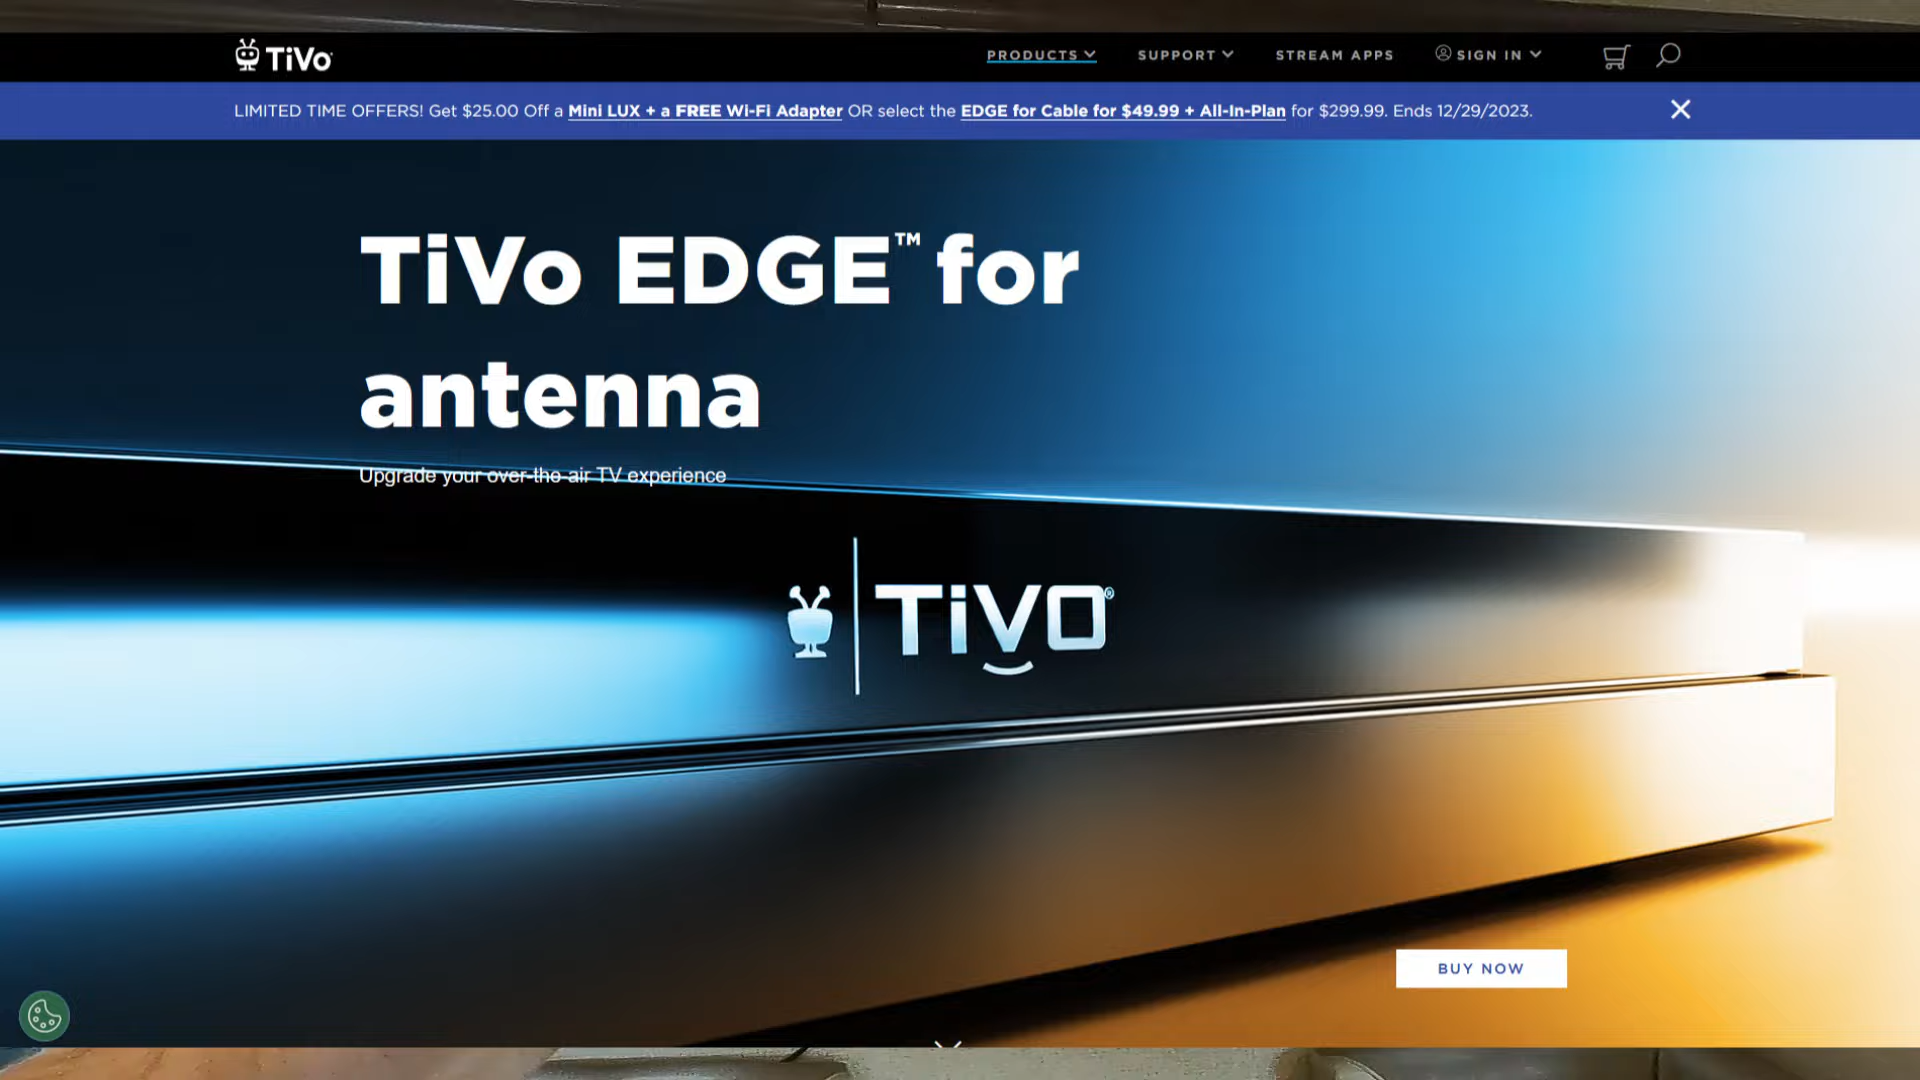 TiVo
PRODUCTS
SUPPORT
STREAM APPS
SIGN IN
LIMITED TIME OFFERS! Get $25.00 Off a Mini LUX + a FREE Wi-Fi Adapter OR select the EDGE for Cable for $49.99 + All-In-Plan for $299.99. Ends 12/29/2023.
TiVo EDGE™ for
antenna
Upgrade your over-the-air TV experience
TiVO®
BUY NOW